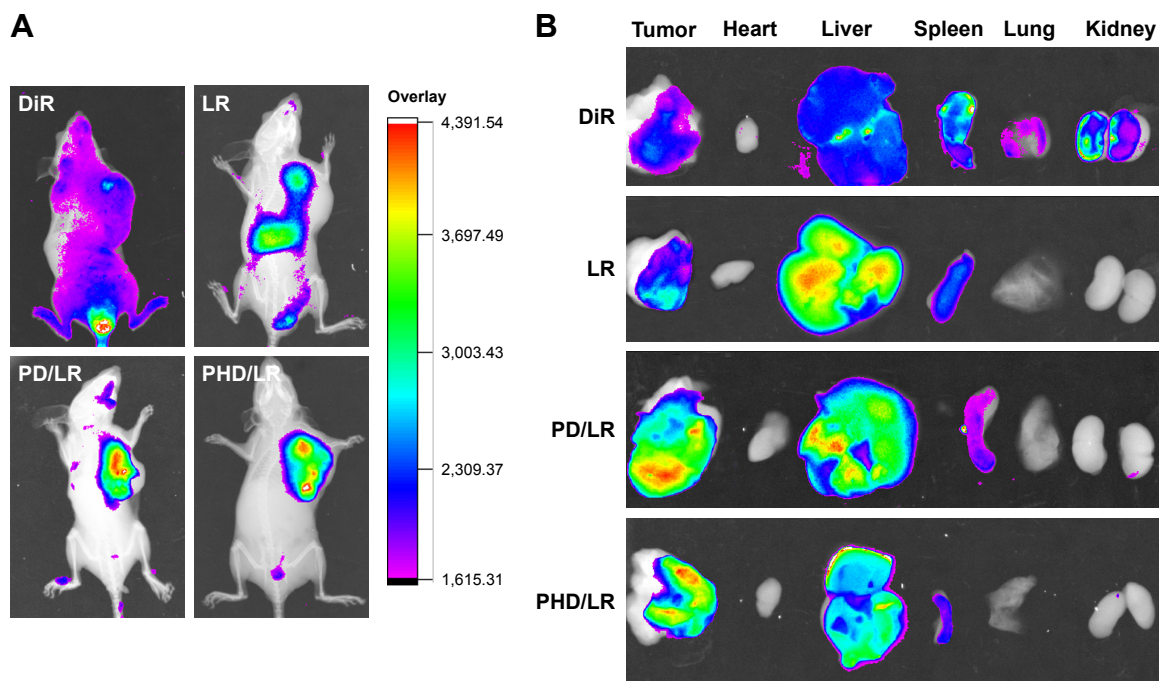 A
DiR
LR
PD/LR
PHD/LR
Overlay
4,391.54
3,697.49
3,003.43
2,309.37
1,615.31
B
Tumor Heart Liver Spleen Lung Kidney
DiR
LR
PD/LR
PHD/LR